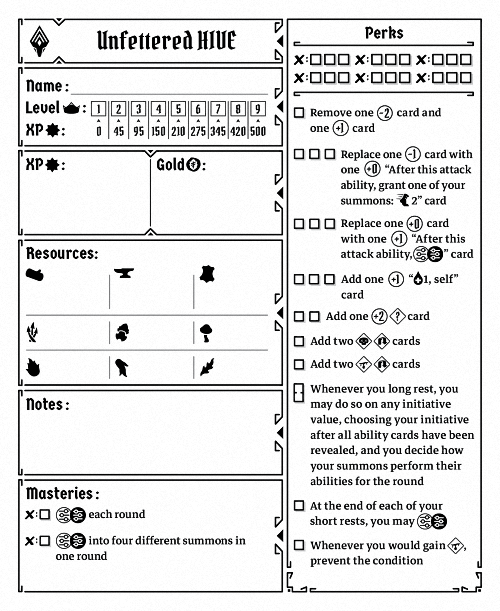 Unfettered HIVE
Name:
Level:
1 2 3 4 5 6 7 8 9
XP:
0 45 95 150 210 275 345 420 500
XP:
Gold:
Resources:
Notes:
Masteries:
each round
into four different summons in
one round
Perks
Remove one -2 card and
one +1 card
Replace one -1 card with
one +0 “After this attack
ability, grant one of your
summons: 2” card
Replace one +0 card
with one +1 “After this
attack ability, ” card
Add one +1 “1, self”
card
Add one +2 ? card
Add two cards
Add two cards
Whenever you long rest, you
may do so on any initiative
value, choosing your initiative
after all ability cards have been
revealed, and you decide how
your summons perform their
abilities for the round
At the end of each of your
short rests, you may
Whenever you would gain ,
prevent the condition